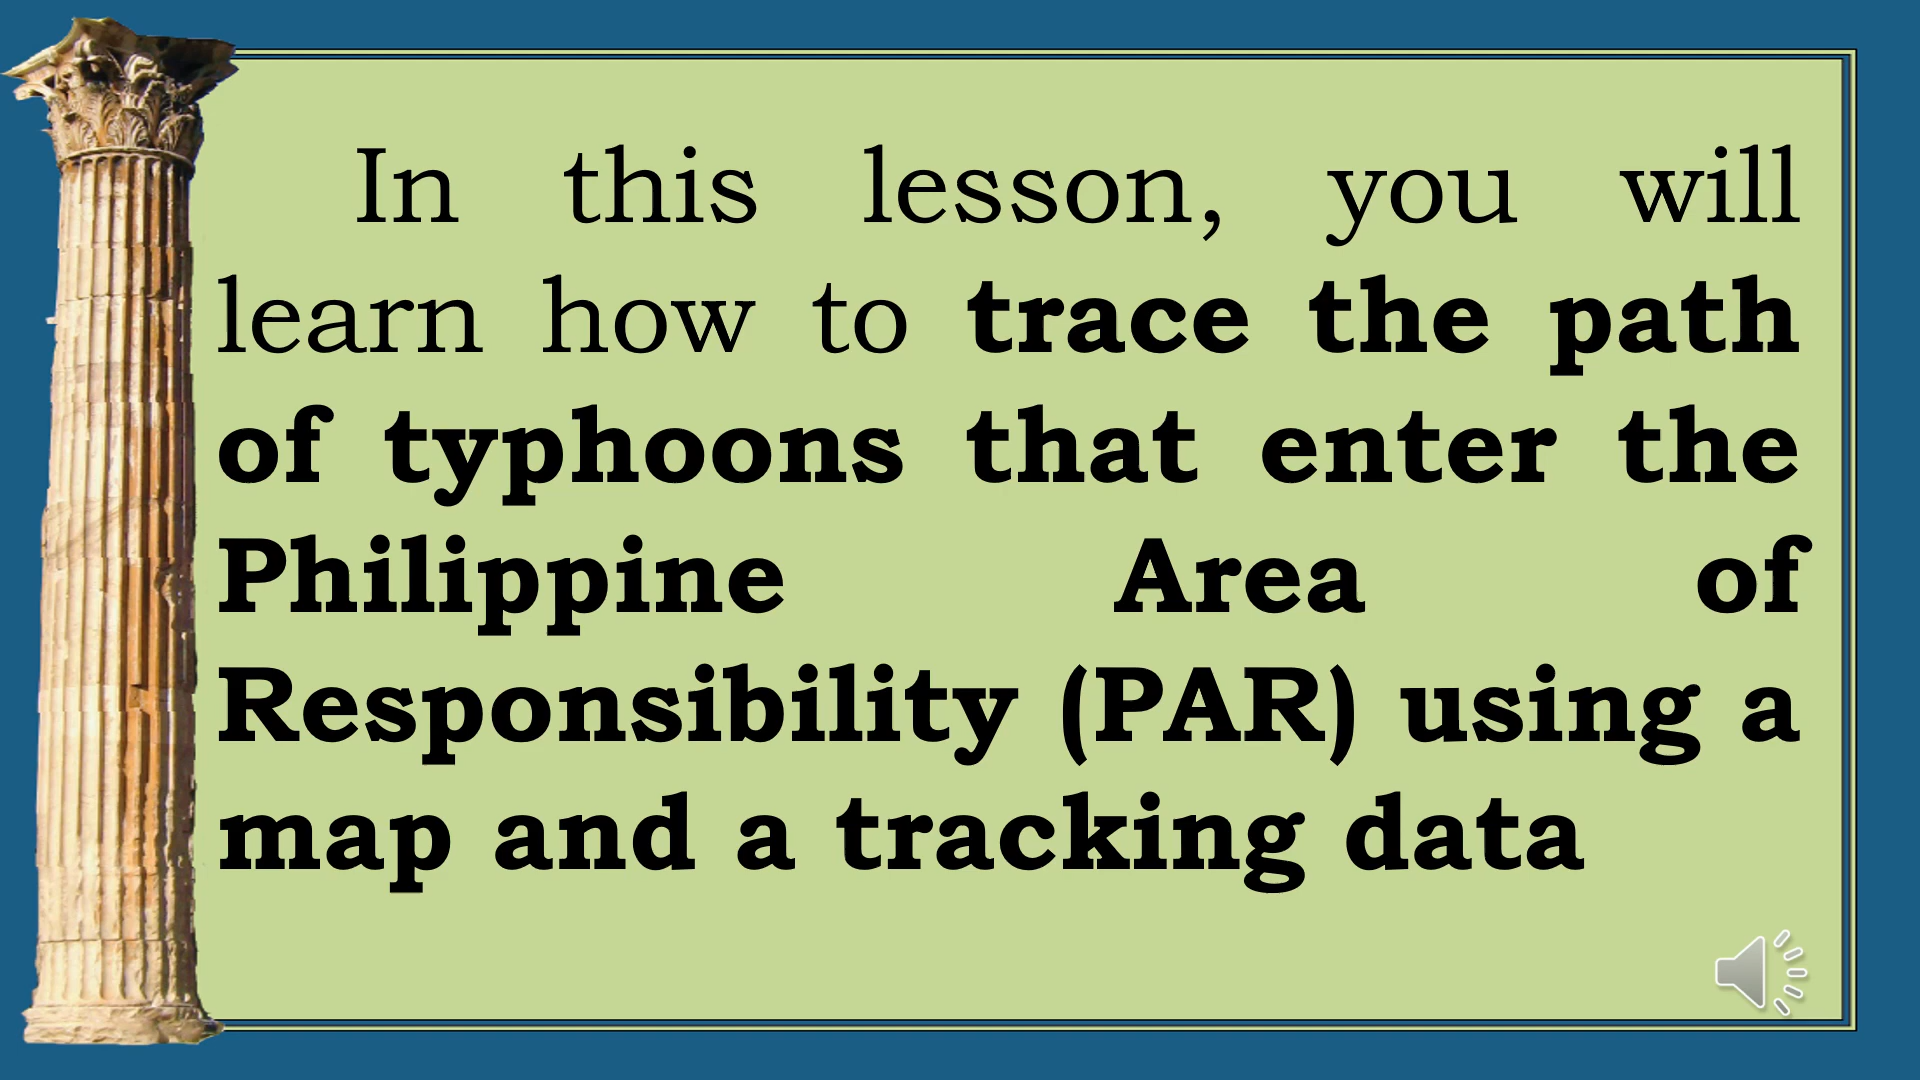 In this lesson, you will
learn how to trace the path
of typhoons that enter the
Philippine Area of
Responsibility (PAR) using a
map and a tracking data